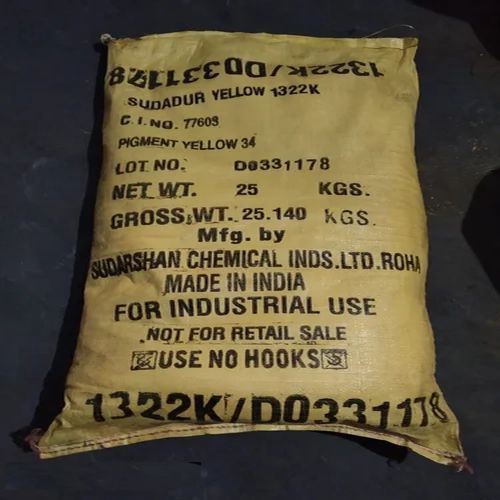 1322K/D0331178
SUDADUR YELLOW 1322K
C.I.NO. 77603
PIGMENT YELLOW 34
LOT NO. D0331178
NET WT. 25 KGS.
GROSS WT. 25.140 KGS.
Mfg. by
SUDARSHAN CHEMICAL INDS.LTD.ROHA
MADE IN INDIA
FOR INDUSTRIAL USE
NOT FOR RETAIL SALE
USE NO HOOKS
1322K/D0331178